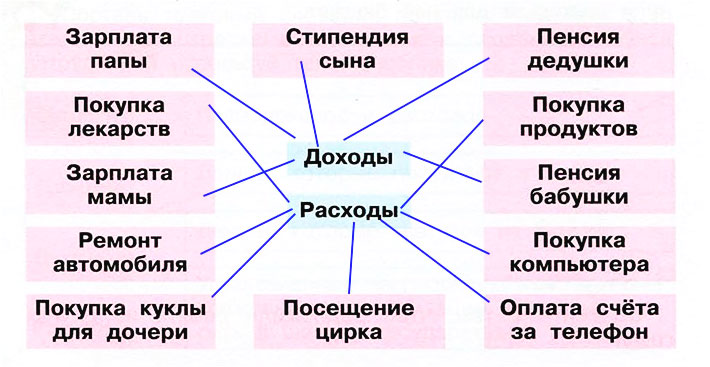 Зарплата
папы
Стипендия
сына
Пенсия
дедушки
Покупка
лекарств
Покупка
продуктов
Доходы
Зарплата
мамы
Пенсия
бабушки
Расходы
Ремонт
автомобиля
Покупка
компьютера
Покупка куклы
для дочери
Посещение
цирка
Оплата счёта
за телефон